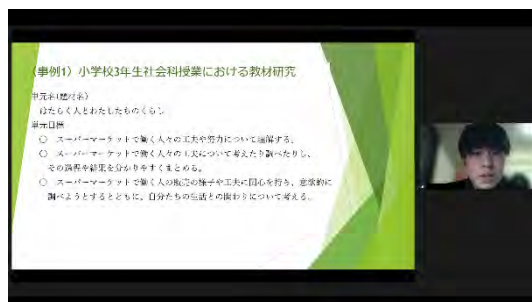 （事例1）小学校3年生社会科授業における教材研究
単元名(題材名)
はたらく人とわたしたちのくらし
単元目標
○ スーパーマーケットで働く人々の工夫や努力について理解する。
○ スーパーマーケットで働く人々の工夫について考えたり調べたりし、
その過程や結果を分かりやすくまとめる。
○ スーパーマーケットで働く人の販売の様子や工夫に関心を持ち、意欲的に
調べようとするとともに、自分たちの生活との関わりについて考える。